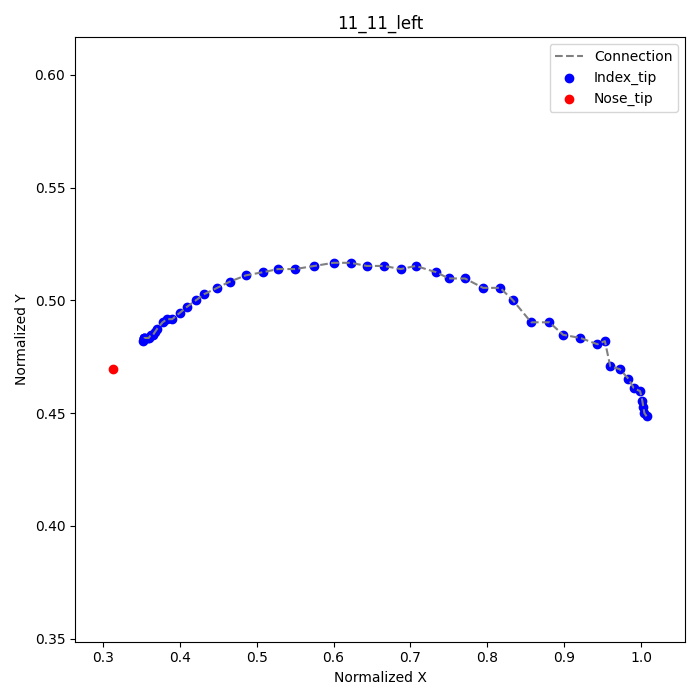 11_11_left
Connection
Index_tip
Nose_tip
0.60
0.55
0.50
0.45
0.40
0.35
Normalized Y
0.3 0.4 0.5 0.6 0.7 0.8 0.9 1.0
Normalized X